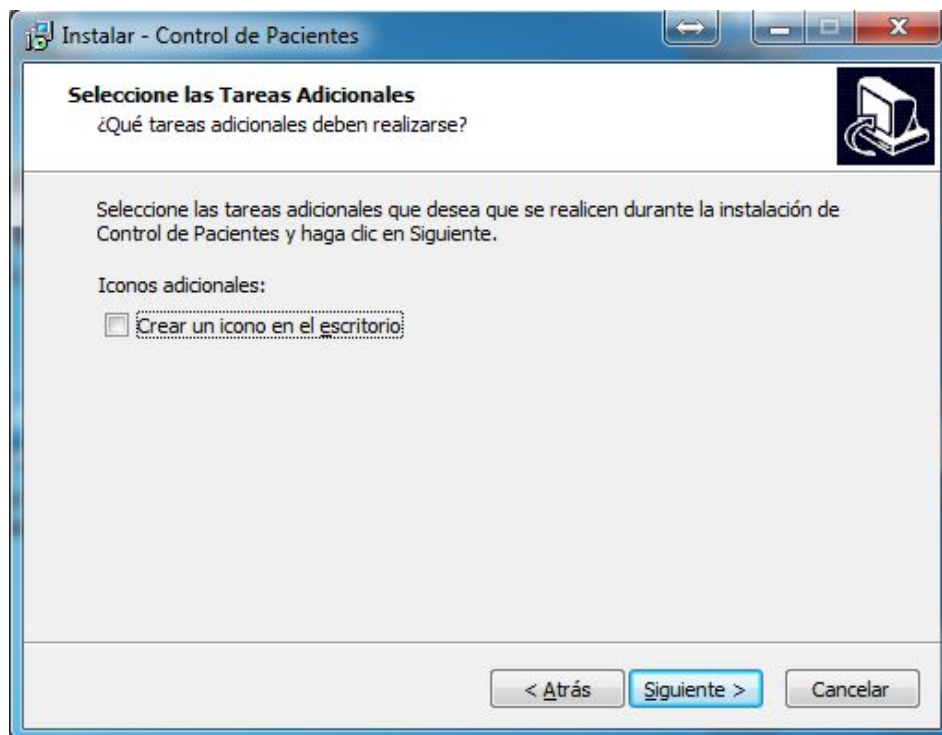 Instalar - Control de Pacientes
Seleccione las Tareas Adicionales
¿Qué tareas adicionales deben realizarse?
Seleccione las tareas adicionales que desea que se realicen durante la instalación de
Control de Pacientes y haga clic en Siguiente.
Iconos adicionales:
Crear un icono en el escritorio
< Atrás
Siguiente >
Cancelar